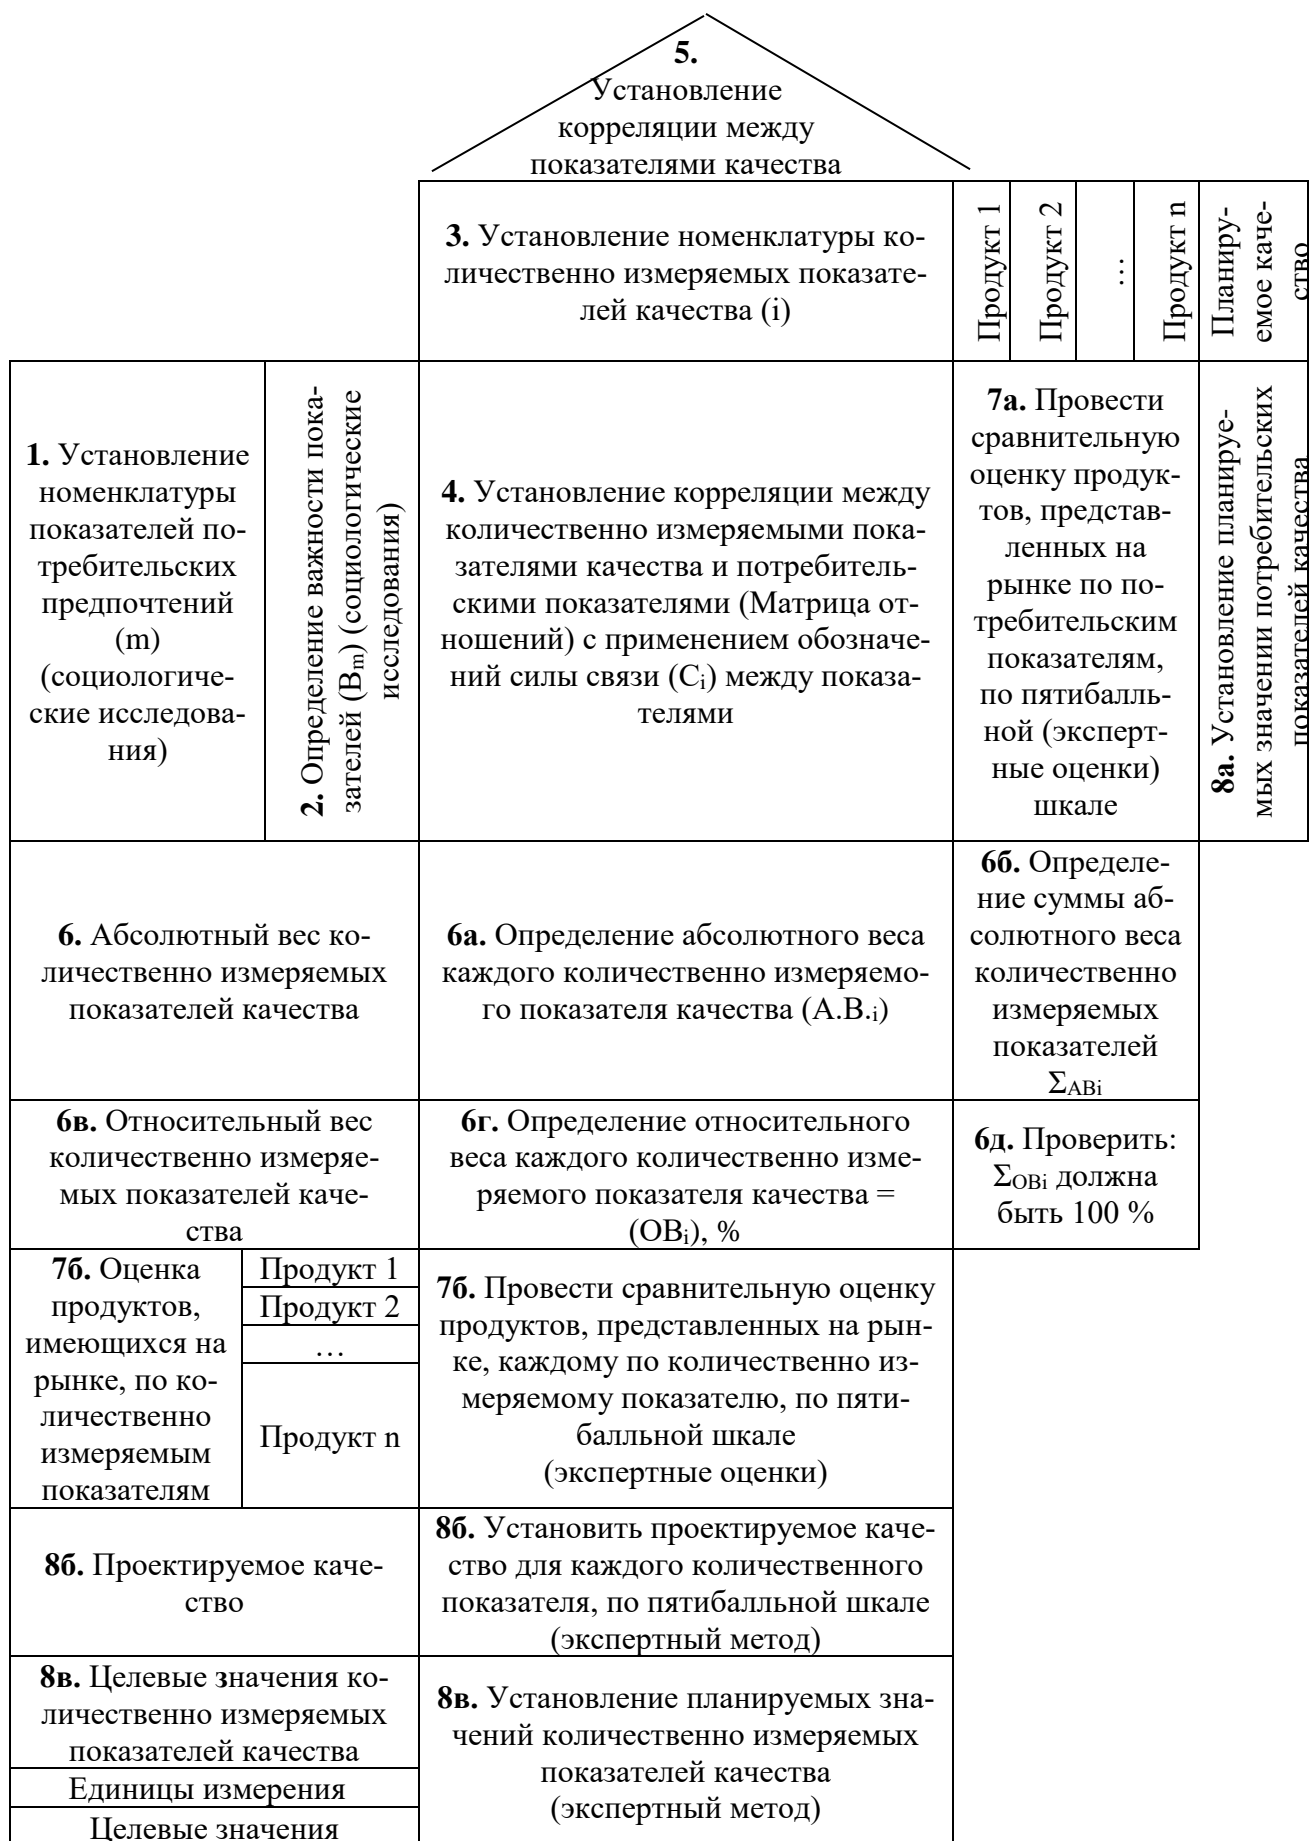 5.
Установление
корреляции между
показателями качества
3. Установление номенклатуры ко-
личественно измеряемых показате-
лей качества (i)
Продукт 1
Продукт 2
…
Продукт n
Планиру-
емое каче-
ство
1. Установление
номенклатуры
показателей по-
требительских
предпочтений
(m)
(социологиче-
ские исследова-
ния)
2. Определение важности пока-
зателей (Bm) (социологические
исследования)
4. Установление корреляции между
количественно измеряемыми пока-
зателями качества и потребитель-
скими показателями (Матрица от-
ношений) с применением обозначе-
ний силы связи (Ci) между показа-
телями
7а. Провести
сравнительную
оценку продук-
тов, представ-
ленных на
рынке по по-
требительским
показателям,
по пятибалль-
ной (эксперт-
ные оценки)
шкале
8а. Установление планируе-
мых значении потребительских
показателей качества
6. Абсолютный вес ко-
личественно измеряемых
показателей качества
6а. Определение абсолютного веса
каждого количественно измеряемо-
го показателя качества (А.В.i)
6б. Определе-
ние суммы аб-
солютного веса
количественно
измеряемых
показателей
ΣABi
6в. Относительный вес
количественно измеряе-
мых показателей каче-
ства
6г. Определение относительного
веса каждого количественно изме-
ряемого показателя качества =
(ОВi), %
6д. Проверить:
ΣОВi должна
быть 100 %
7б. Оценка
продуктов,
имеющихся на
рынке, по ко-
личественно
измеряемым
показателям
Продукт 1
Продукт 2
…
Продукт n
7б. Провести сравнительную оценку
продуктов, представленных на рын-
ке, каждому по количественно из-
меряемому показателю, по пяти-
балльной шкале
(экспертные оценки)
8б. Проектируемое каче-
ство
8б. Установить проектируемое каче-
ство для каждого количественного
показателя, по пятибалльной шкале
(экспертный метод)
8в. Целевые значения ко-
личественно измеряемых
показателей качества
Единицы измерения
Целевые значения
8в. Установление планируемых зна-
чений количественно измеряемых
показателей качества
(экспертный метод)